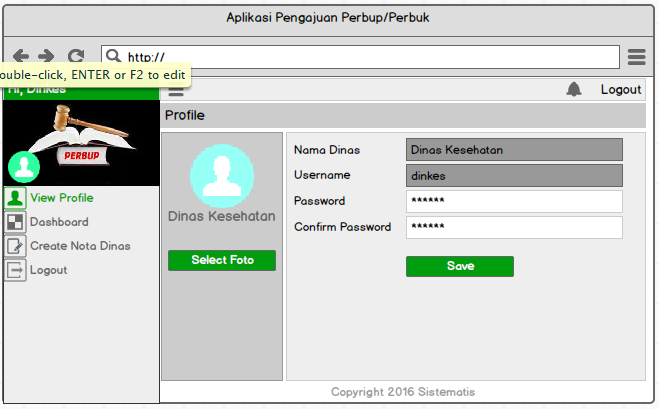 Aplikasi Pengajuan Perbup/Perbuk
http://
ouble-click, ENTER or F2 to edit
Hi, Dinkes
Logout
Profile
PERBUP
View Profile
Dashboard
Create Nota Dinas
Logout
Dinas Kesehatan
Select Foto
Nama Dinas Dinas Kesehatan
Username dinkes
Password ******
Confirm Password ******
Save
Copyright 2016 Sistematis